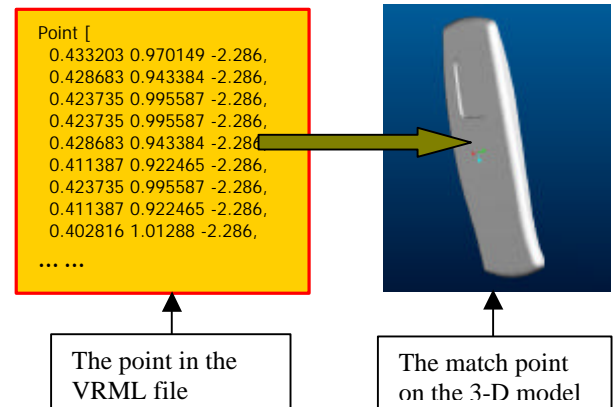 Point [
0.433203 0.970149 -2.286,
0.428683 0.943384 -2.286,
0.423735 0.995587 -2.286,
0.423735 0.995587 -2.286,
0.428683 0.943384 -2.286
0.411387 0.922465 -2.286,
0.423735 0.995587 -2.286,
0.411387 0.922465 -2.286,
0.402816 1.01288 -2.286,
... ...
The point in the
VRML file
The match point
on the 3-D model